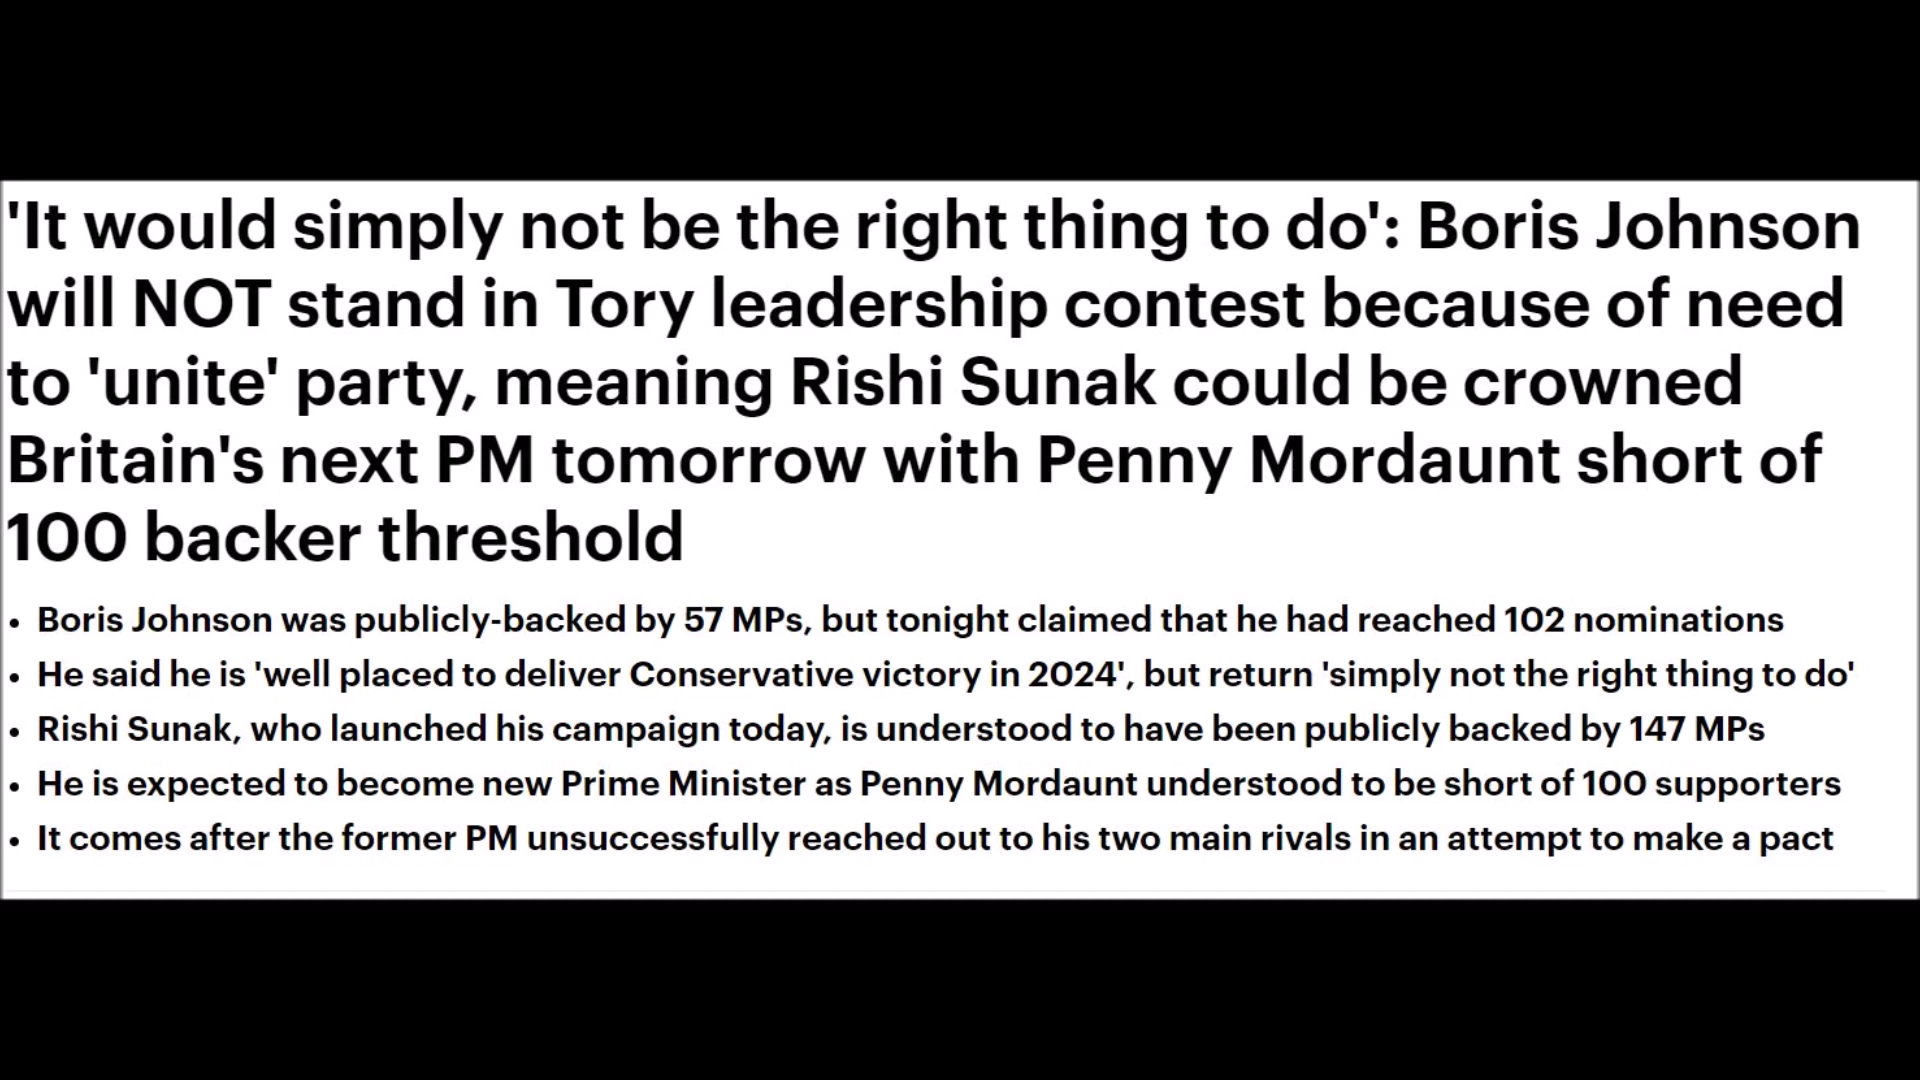 'It would simply not be the right thing to do': Boris Johnson
will NOT stand in Tory leadership contest because of need
to 'unite' party, meaning Rishi Sunak could be crowned
Britain's next PM tomorrow with Penny Mordaunt short of
100 backer threshold
• Boris Johnson was publicly-backed by 57 MPs, but tonight claimed that he had reached 102 nominations
• He said he is 'well placed to deliver Conservative victory in 2024', but return 'simply not the right thing to do'
• Rishi Sunak, who launched his campaign today, is understood to have been publicly backed by 147 MPs
• He is expected to become new Prime Minister as Penny Mordaunt understood to be short of 100 supporters
• It comes after the former PM unsuccessfully reached out to his two main rivals in an attempt to make a pact